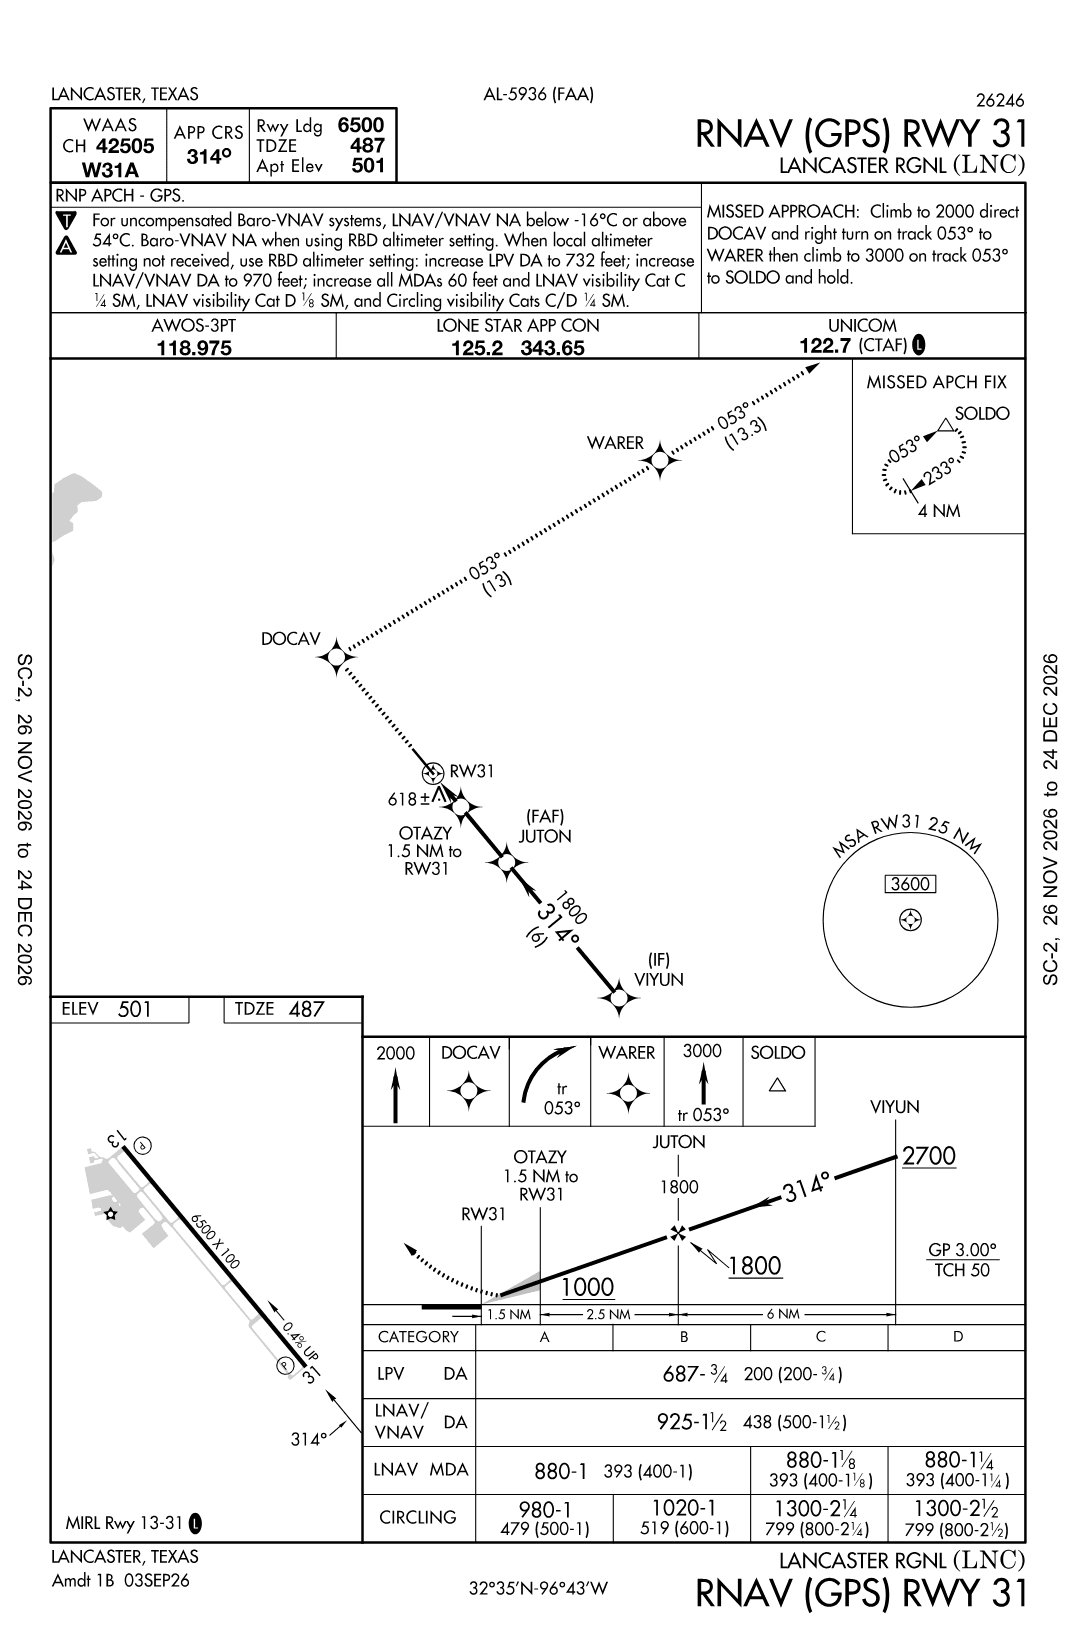 LANCASTER, TEXAS
AL-5936 (FAA)
26246
WAAS
CH 42505
W31A
APP CRS
314°
Rwy Ldg 6500
TDZE 487
Apt Elev 501
RNAV (GPS) RWY 31
LANCASTER RGNL (LNC)
RNP APCH - GPS.
T
A
For uncompensated Baro-VNAV systems, LNAV/VNAV NA below -16°C or above
54°C. Baro-VNAV NA when using RBD altimeter setting. When local altimeter
setting not received, use RBD altimeter setting: increase LPV DA to 732 feet; increase
LNAV/VNAV DA to 970 feet; increase all MDAs 60 feet and LNAV visibility Cat C
¼ SM, LNAV visibility Cat D ⅛ SM, and Circling visibility Cats C/D ¼ SM.
MISSED APPROACH: Climb to 2000 direct
DOCAV and right turn on track 053° to
WARER then climb to 3000 on track 053°
to SOLDO and hold.
AWOS-3PT
118.975
LONE STAR APP CON
125.2 343.65
UNICOM
122.7 (CTAF) L
MISSED APCH FIX
SOLDO
053°
233°
4 NM
053°
(13.3)
WARER
053°
(13)
DOCAV
RW31
618±
OTAZY
1.5 NM to
RW31
(FAF)
JUTON
1800
314°
(6)
(IF)
VIYUN
MSA RW31 25 NM
3600
SC-2, 26 NOV 2026 to 24 DEC 2026
SC-2, 26 NOV 2026 to 24 DEC 2026
ELEV 501
TDZE 487
13
P
6500 X 100
0.4% UP
P
31
314°
MIRL Rwy 13-31 L
2000
DOCAV
tr
053°
WARER
3000
tr 053°
SOLDO
VIYUN
2700
JUTON
1800
314°
OTAZY
1.5 NM to
RW31
RW31
1800
1000
GP 3.00°
TCH 50
1.5 NM
2.5 NM
6 NM
CATEGORY A B C D
LPV DA 687-¾ 200 (200-¾)
LNAV/
VNAV DA 925-1½ 438 (500-1½)
LNAV MDA 880-1 393 (400-1) 880-1⅛ 393 (400-1⅛) 880-1¼ 393 (400-1¼)
CIRCLING 980-1 479 (500-1) 1020-1 519 (600-1) 1300-2¼ 799 (800-2¼) 1300-2½ 799 (800-2½)
LANCASTER, TEXAS
Amdt 1B 03SEP26
32°35'N-96°43'W
LANCASTER RGNL (LNC)
RNAV (GPS) RWY 31